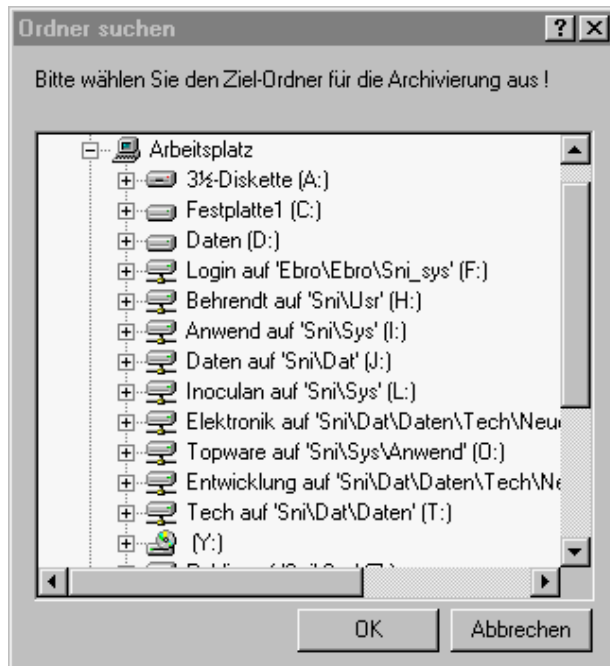 Ordner suchen
Bitte wählen Sie den Ziel-Ordner für die Archivierung aus !
Arbeitsplatz
3½-Diskette (A:)
Festplatte1 (C:)
Daten (D:)
Login auf 'Ebro\Ebro\Sni_sys' (F:)
Behrendt auf 'Sni\Usr' (H:)
Anwend auf 'Sni\Sys' (I:)
Daten auf 'Sni\Dat' (J:)
Inoculan auf 'Sni\Sys' (L:)
Elektronik auf 'Sni\Dat\Daten\Tech\Neu
Topware auf 'Sni\Sys\Anwend' (O:)
Entwicklung auf 'Sni\Dat\Daten\Tech\Ne
Tech auf 'Sni\Dat\Daten' (T:)
(Y:)
OK
Abbrechen